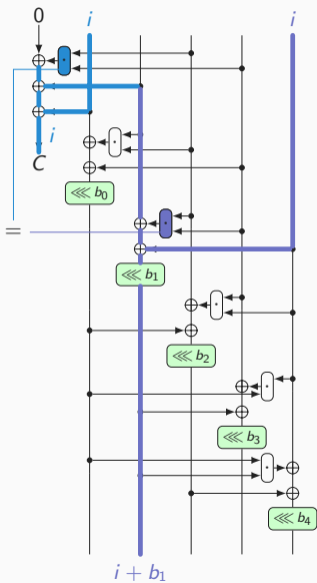 0
i
i
i
C
⋘ b₀
=
⋘ b₁
⋘ b₂
⋘ b₃
⋘ b₄
i + b₁